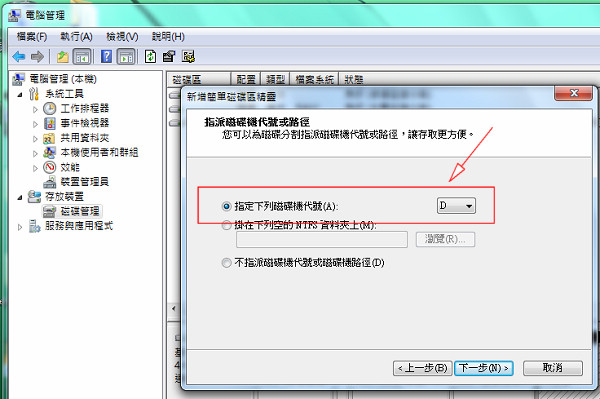 電腦管理
檔案(F) 執行(A) 檢視(V) 說明(H)
電腦管理 (本機)
系統工具
工作排程器
事件檢視器
共用資料夾
本機使用者和群組
效能
裝置管理員
存放裝置
磁碟管理
服務與應用程式
磁碟區 配置 類型 檔案系統 狀態
新增簡單磁碟區精靈
指派磁碟機代號或路徑
您可以為磁碟分割指派磁碟機代號或路徑，讓存取更方便。
指定下列磁碟機代號(A): D
掛在下列空的 NTFS 資料夾上(M):
瀏覽(R)...
不指派磁碟機代號或磁碟機路徑(D)
<上一步(B) 下一步(N)> 取消